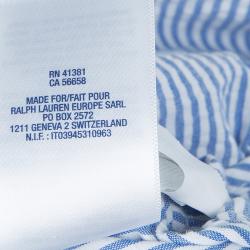 RN 41381
CA 56658
MADE FOR/FAIT POUR
RALPH LAUREN EUROPE SARL
PO BOX 2572
1211 GENEVA 2 SWITZERLAND
N.I.F. : IT03945310963